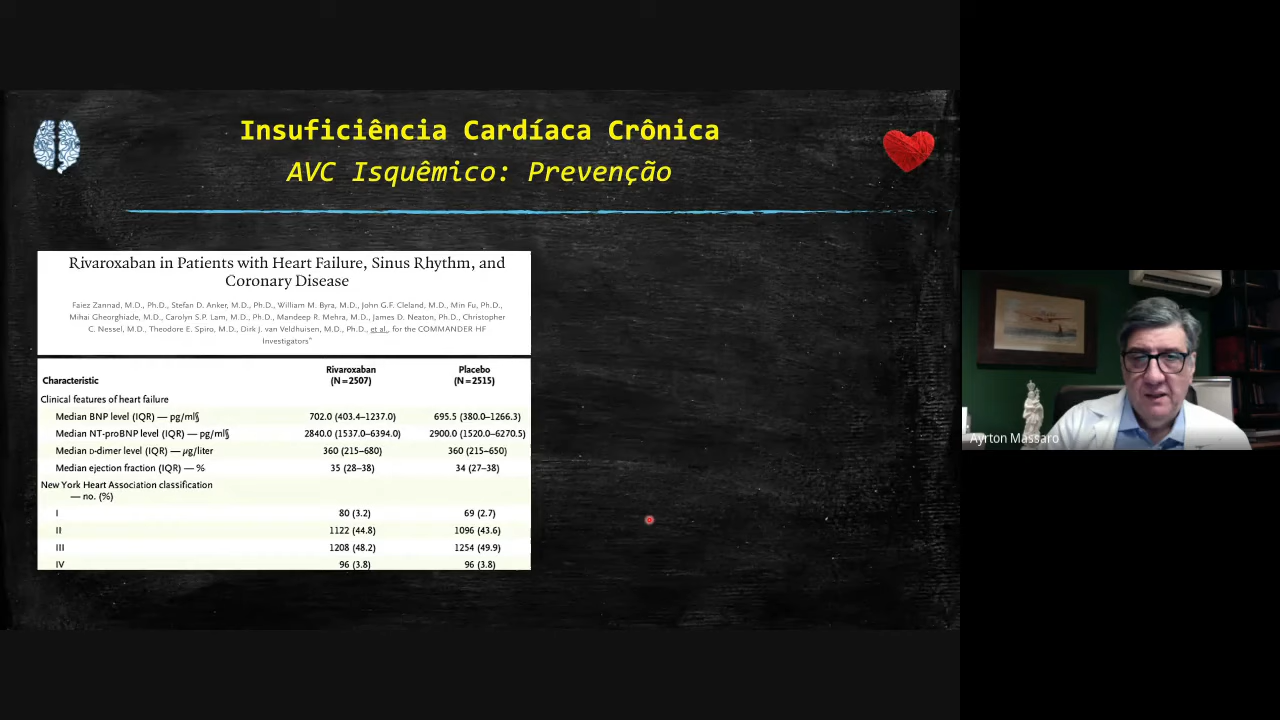 Insuficiência Cardíaca Crônica
AVC Isquêmico: Prevenção
Rivaroxaban in Patients with Heart Failure, Sinus Rhythm, and
Coronary Disease
Faiez Zannad, M.D., Ph.D., Stefan D. Anker, M.D., Ph.D., William M. Byra, M.D., John G.F. Cleland, M.D., Min Fu, Ph.D.,
Mihai Gheorghiade, M.D., Carolyn S.P. Lam, M.D., Ph.D., Mandeep R. Mehra, M.D., James D. Neaton, Ph.D., Christopher
C. Nessel, M.D., Theodore E. Spiro, M.D., Dirk J. van Veldhuisen, M.D., Ph.D., et al., for the COMMANDER HF
Investigators*
Characteristic Rivaroxaban (N=2507) Placebo (N=2515)
Clinical features of heart failure
Median BNP level (IQR) — pg/ml§ 702.0 (403.4–1237.0) 695.5 (380.0–1266.3)
Median NT-proBNP level (IQR) — pg/ml§ 2840.0 (1537.0–6394.0) 2900.0 (1520.0–6270.5)
Median D-dimer level (IQR) — μg/liter 360 (215–680) 360 (215–650)
Median ejection fraction (IQR) — % 35 (28–38) 34 (27–38)
New York Heart Association classification
— no. (%)
I 80 (3.2) 69 (2.7)
II 1122 (44.8) 1096 (43.6)
III 1208 (48.2) 1254 (49.9)
IV 96 (3.8) 96 (3.8)
Ayrton Massaro